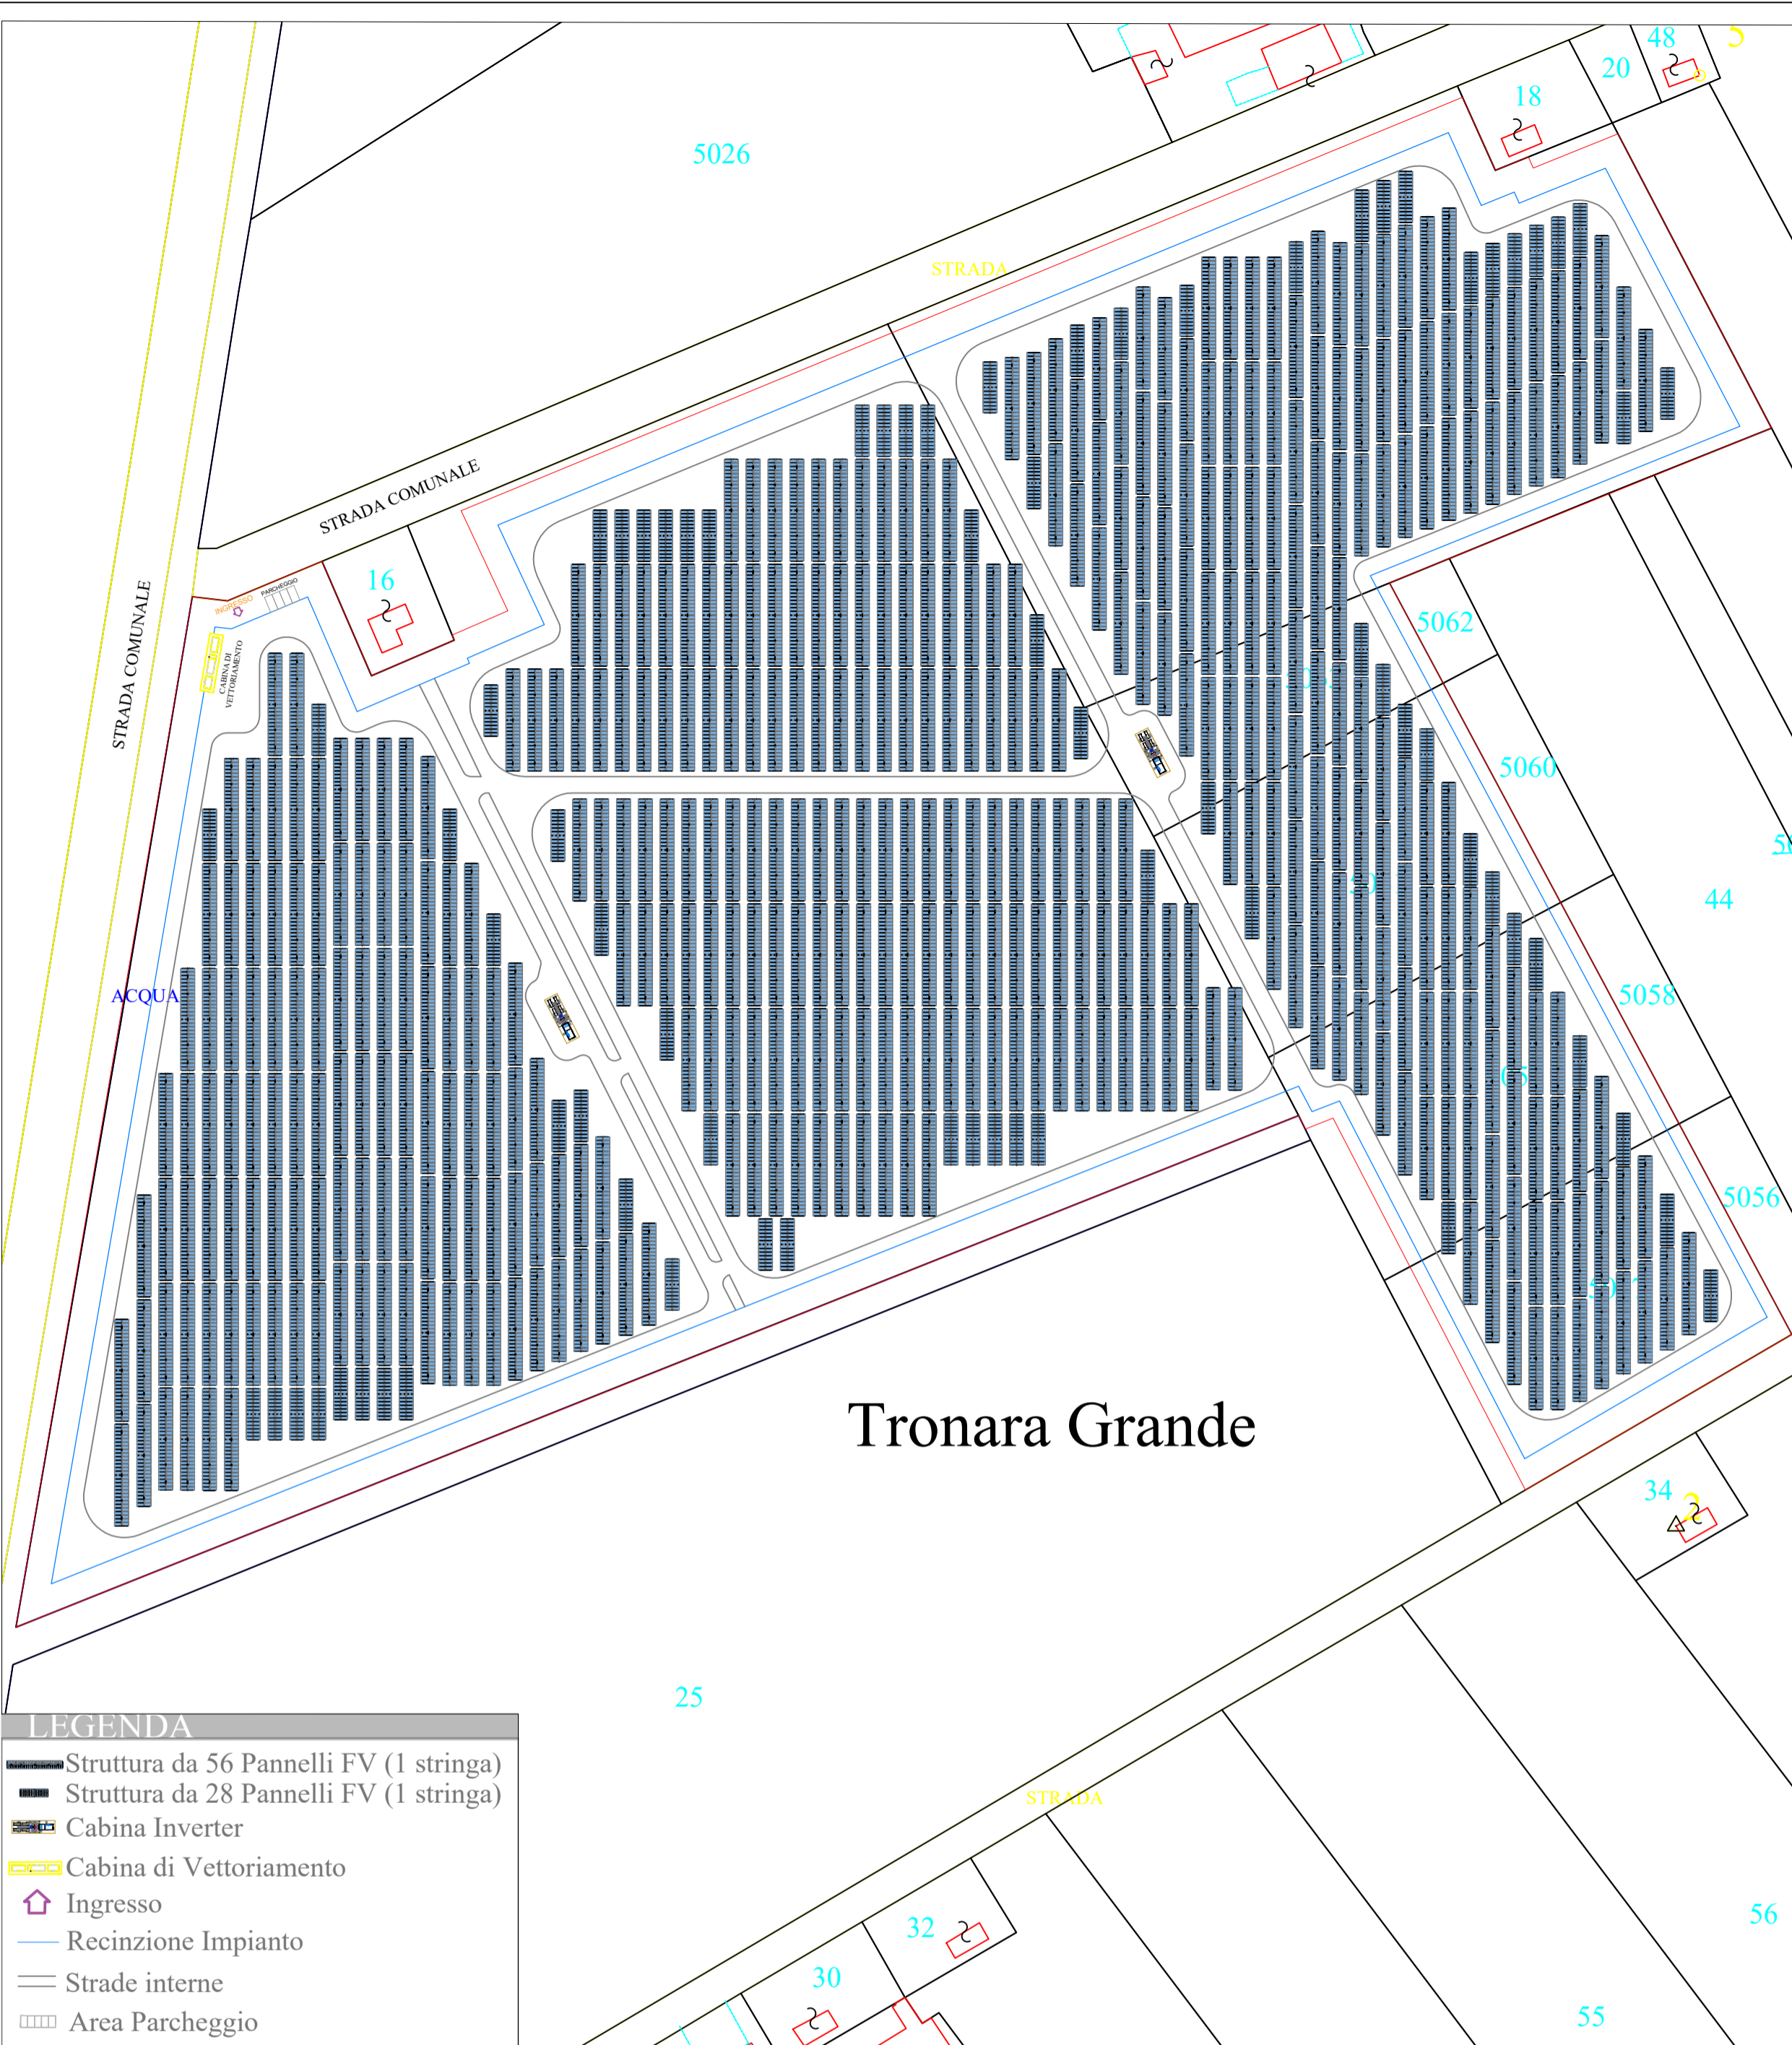 48
5
20
18
5026
STRADA
STRADA COMUNALE
16
PARCHEGGIO
INGRESSO
CABINA DI
VETTORIAMENTO
STRADA COMUNALE
5062
5060
44
ACQUA
5058
65
5056
Tronara Grande
34
2
25
LEGENDA
Struttura da 56 Pannelli FV (1 stringa)
Struttura da 28 Pannelli FV (1 stringa)
Cabina Inverter
Cabina di Vettoriamento
Ingresso
Recinzione Impianto
Strade interne
Area Parcheggio
STRADA
32
30
56
55